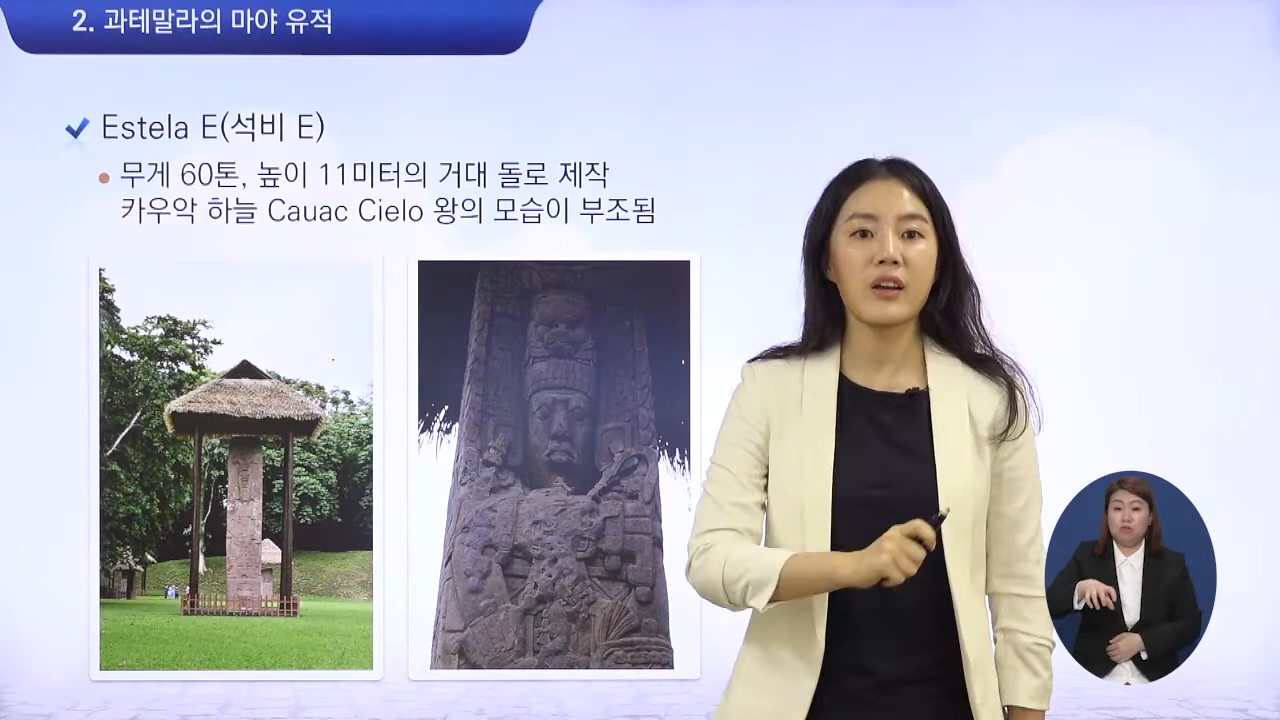 2. 과테말라의 마야 유적
Estela E(석비 E)
무게 60톤, 높이 11미터의 거대 돌로 제작
카우악 하늘 Cauac Cielo 왕의 모습이 부조됨